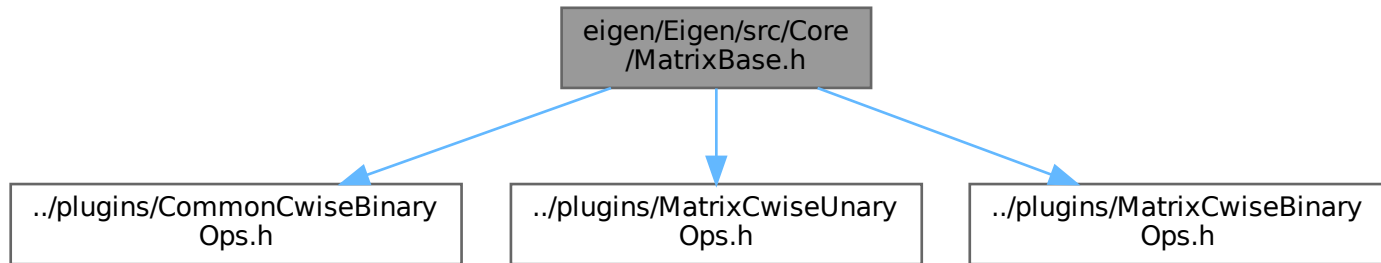 eigen/Eigen/src/Core
/MatrixBase.h
../plugins/CommonCwiseBinary
Ops.h
../plugins/MatrixCwiseUnary
Ops.h
../plugins/MatrixCwiseBinary
Ops.h